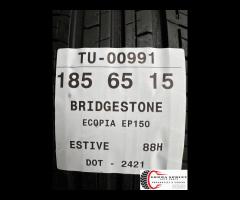 TU-00991
185 65 15
BRIDGESTONE
ECOPIA EP150
ESTIVE 88H
DOT - 2421